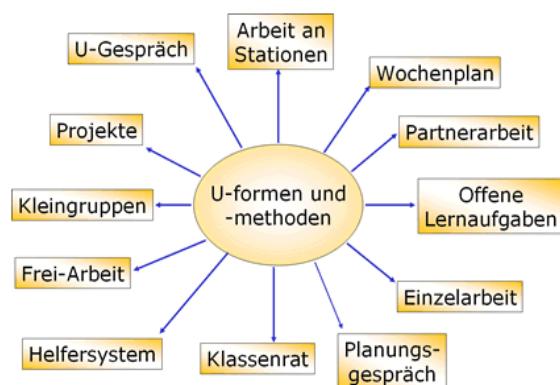 Arbeit an
Stationen
U-Gespräch
Wochenplan
Projekte
Partnerarbeit
U-formen und
-methoden
Kleingruppen
Offene
Lernaufgaben
Frei-Arbeit
Einzelarbeit
Helfersystem
Klassenrat
Planungs-
gespräch